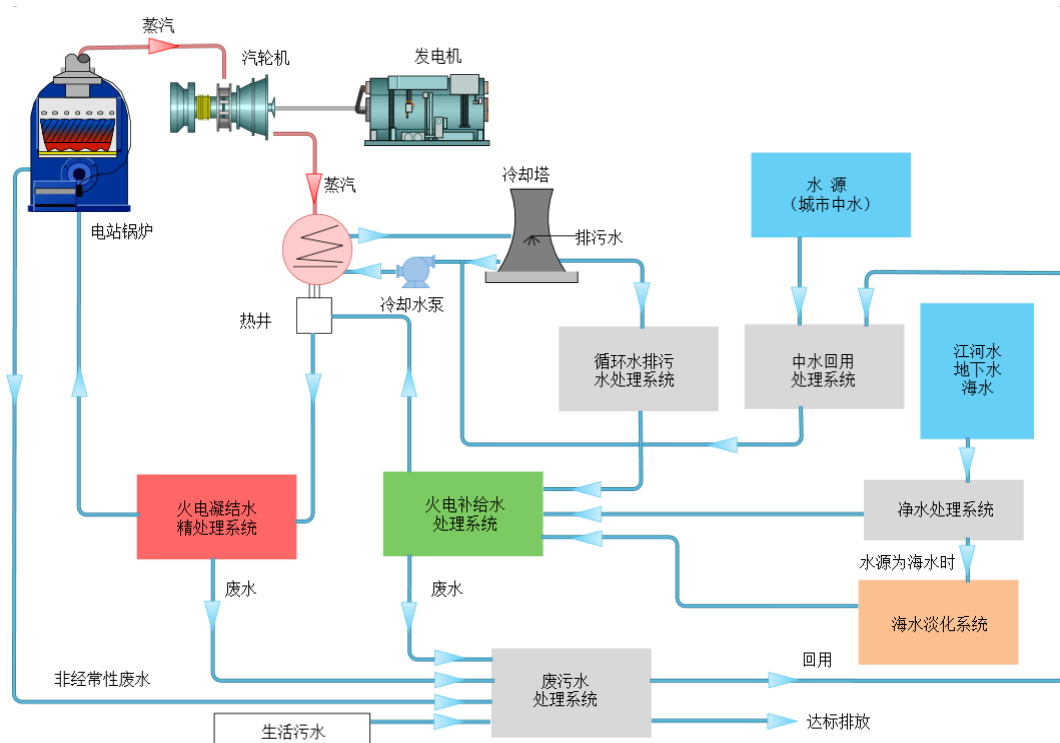 蒸汽
汽轮机
发电机
冷却塔
水 源
（城市中水）
蒸汽
排污水
电站锅炉
冷却水泵
热井
循环水排污
水处理系统
中水回用
处理系统
江河水
地下水
海水
火电凝结水
精处理系统
火电补给水
处理系统
净水处理系统
水源为海水时
废水
废水
海水淡化系统
非经常性废水
废污水
处理系统
回用
生活污水
达标排放